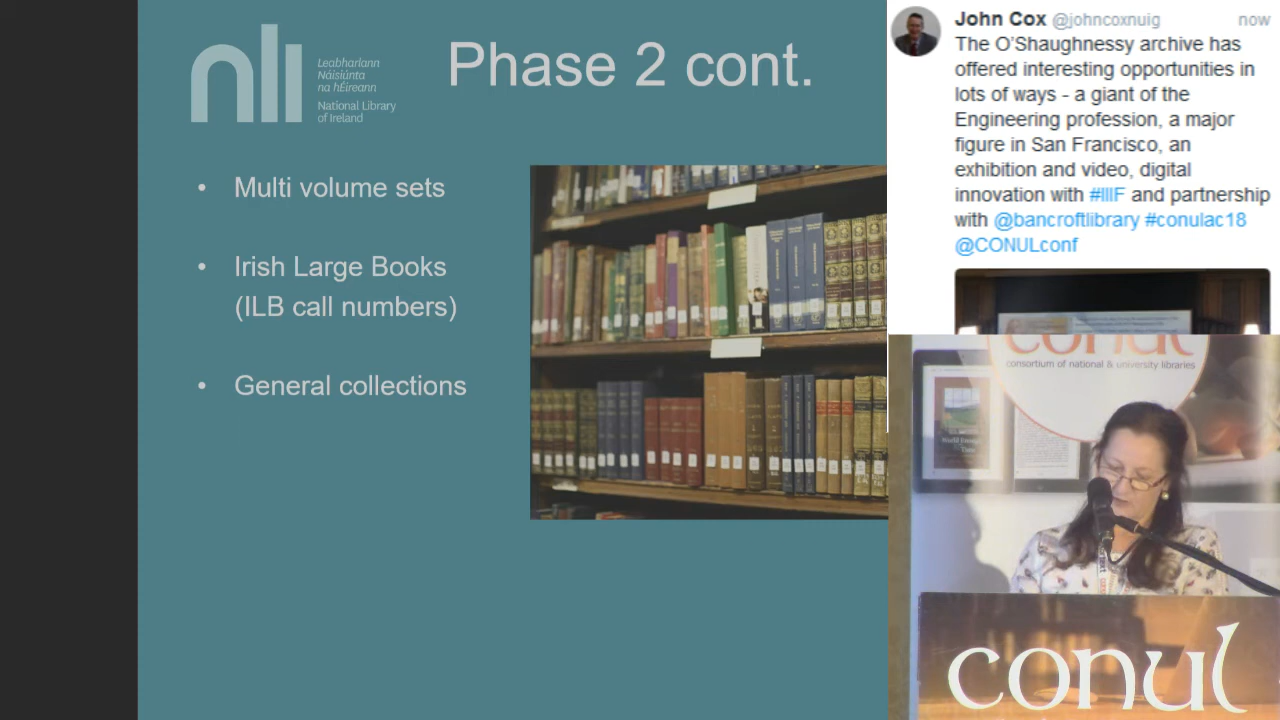 Leabharlann
Náisiúnta
na hÉireann
National Library
of Ireland
Phase 2 cont.
• Multi volume sets
• Irish Large Books
(ILB call numbers)
• General collections
John Cox @johncoxnuig now
The O'Shaughnessy archive has
offered interesting opportunities in
lots of ways - a giant of the
Engineering profession, a major
figure in San Francisco, an
exhibition and video, digital
innovation with #IIIF and partnership
with @bancroftlibrary #conulac18
@CONULconf
conul
consortium of national & university libraries
conul